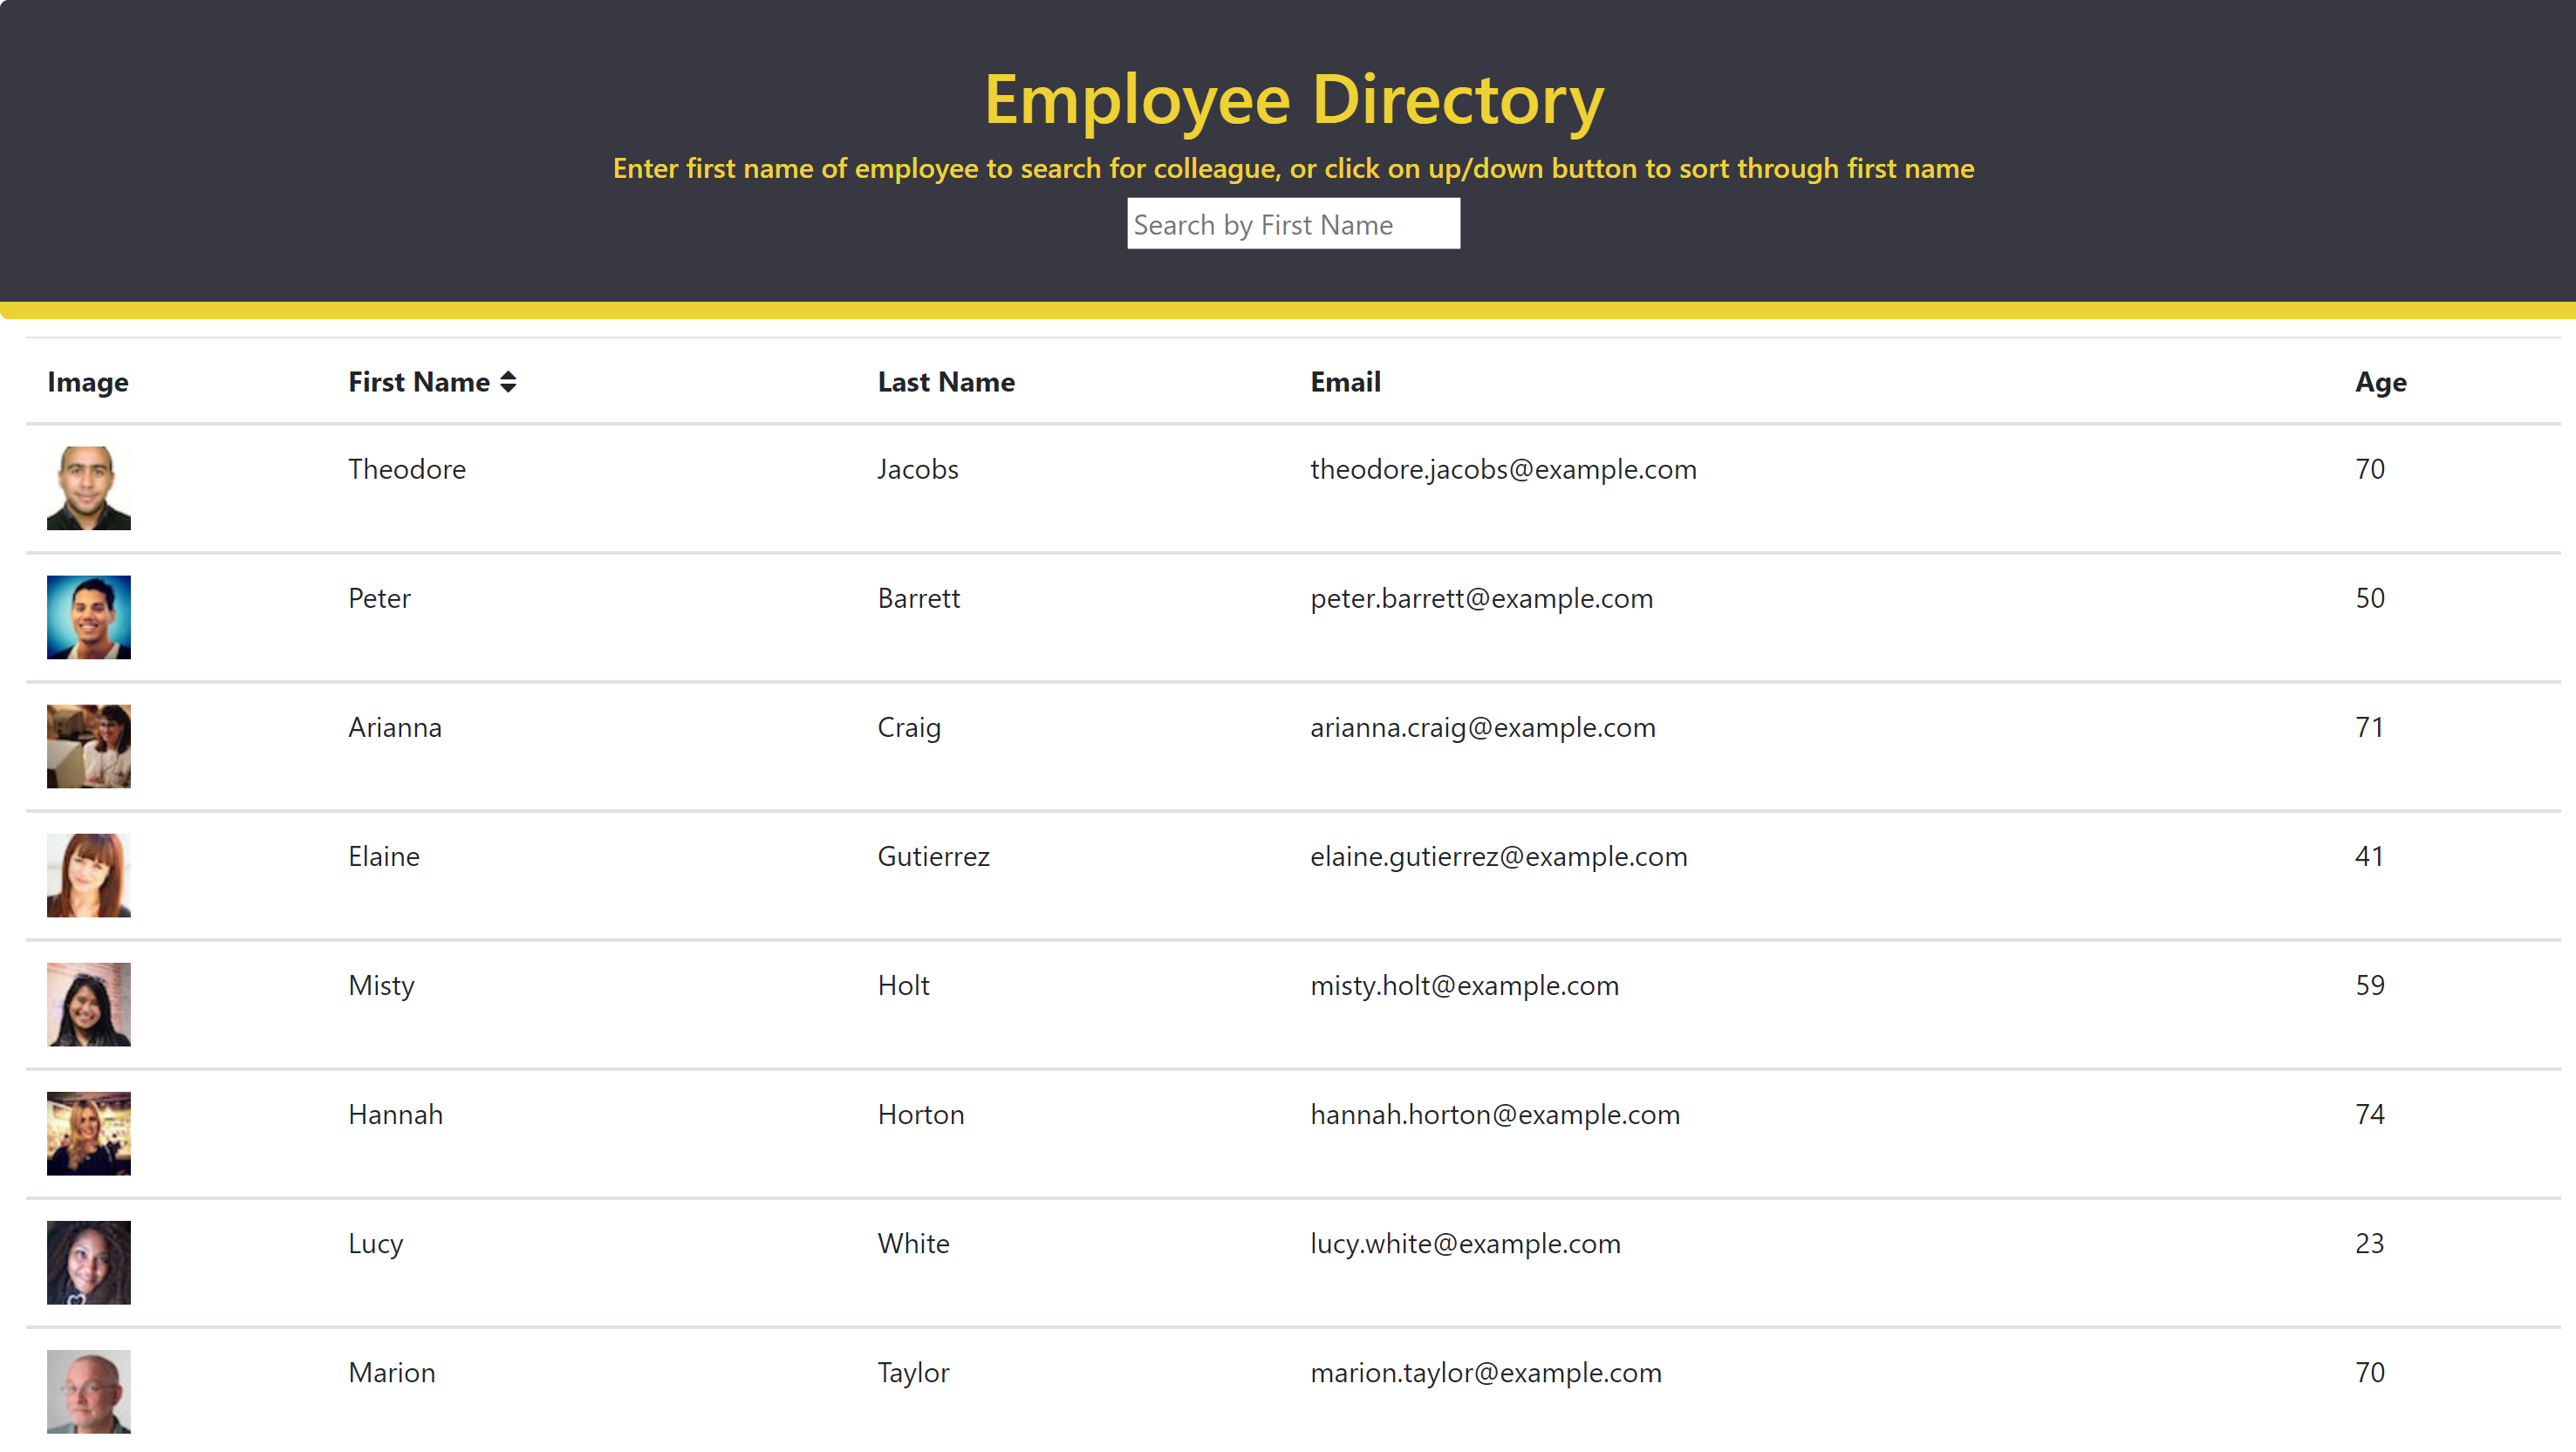 Employee Directory
Enter first name of employee to search for colleague, or click on up/down button to sort through first name
Search by First Name
Image First Name Last Name Email Age
Theodore Jacobs theodore.jacobs@example.com 70
Peter Barrett peter.barrett@example.com 50
Arianna Craig arianna.craig@example.com 71
Elaine Gutierrez elaine.gutierrez@example.com 41
Misty Holt misty.holt@example.com 59
Hannah Horton hannah.horton@example.com 74
Lucy White lucy.white@example.com 23
Marion Taylor marion.taylor@example.com 70